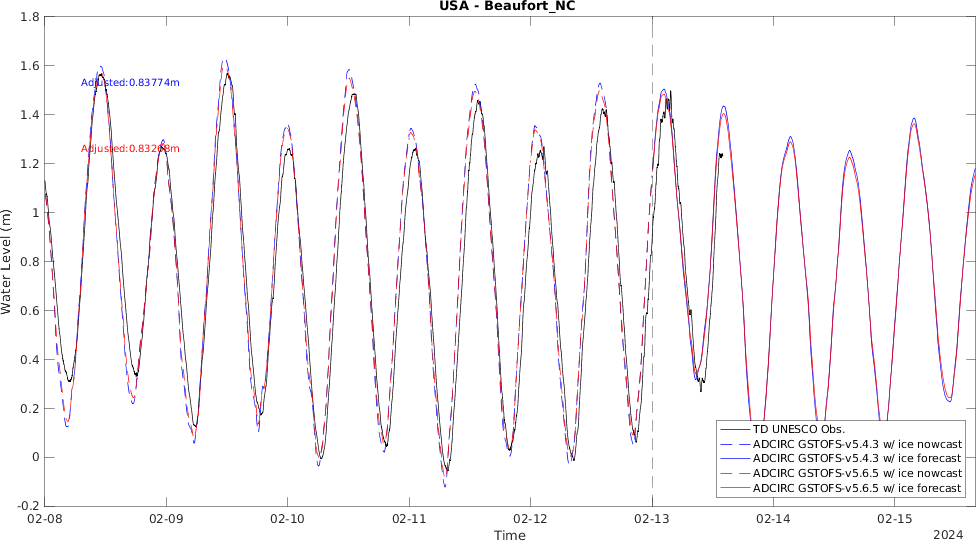 USA - Beaufort_NC
1.8
1.6
1.4
1.2
1
0.8
0.6
0.4
0.2
0
-0.2
Water Level (m)
Adjusted:0.83774m
Adjusted:0.83268m
TD UNESCO Obs.
ADCIRC GSTOFS-v5.4.3 w/ ice nowcast
ADCIRC GSTOFS-v5.4.3 w/ ice forecast
ADCIRC GSTOFS-v5.6.5 w/ ice nowcast
ADCIRC GSTOFS-v5.6.5 w/ ice forecast
02-08 02-09 02-10 02-11 02-12 02-13 02-14 02-15
Time
2024